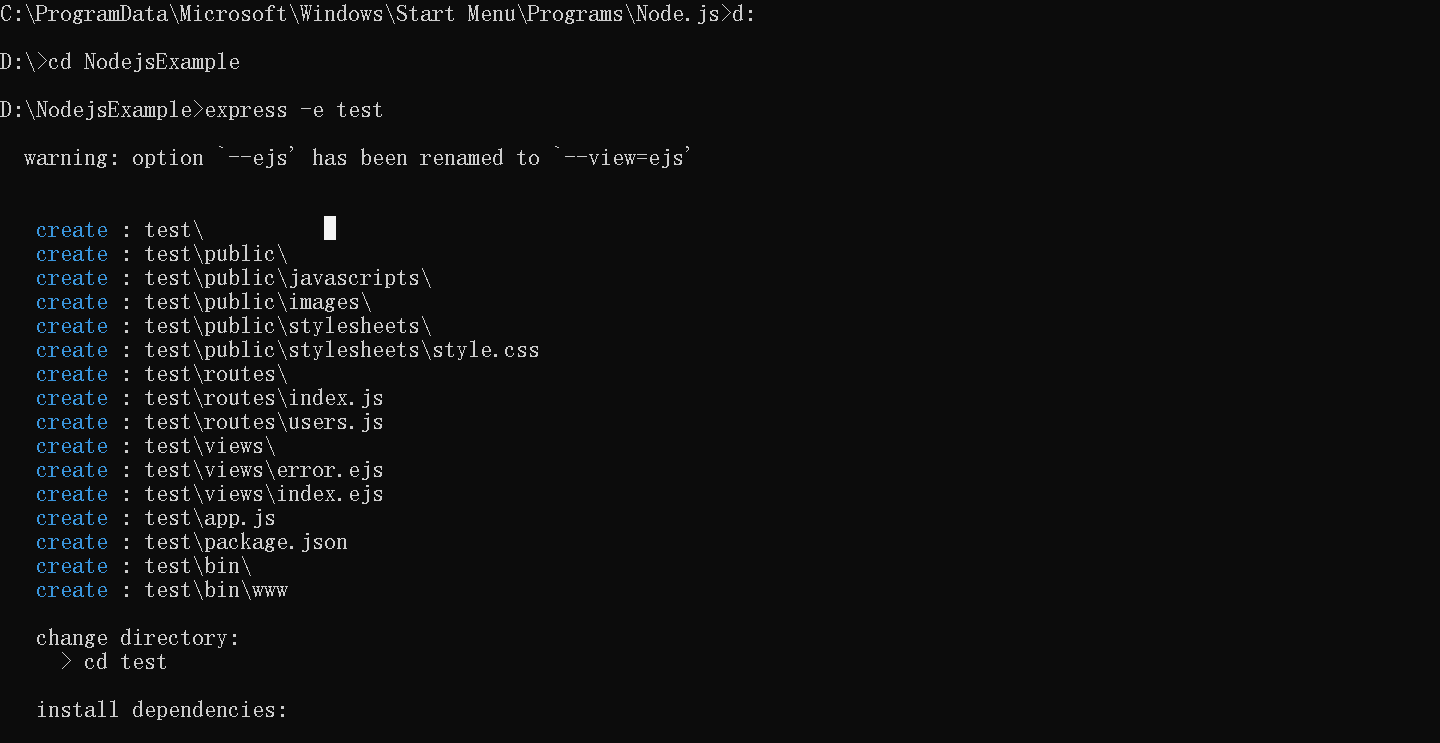 C:\ProgramData\Microsoft\Windows\Start Menu\Programs\Node.js>d:
D:\>cd NodejsExample
D:\NodejsExample>express -e test
warning: option `--ejs' has been renamed to `--view=ejs'
create : test\
create : test\public\
create : test\public\javascripts\
create : test\public\images\
create : test\public\stylesheets\
create : test\public\stylesheets\style.css
create : test\routes\
create : test\routes\index.js
create : test\routes\users.js
create : test\views\
create : test\views\error.ejs
create : test\views\index.ejs
create : test\app.js
create : test\package.json
create : test\bin\
create : test\bin\www
change directory:
> cd test
install dependencies: